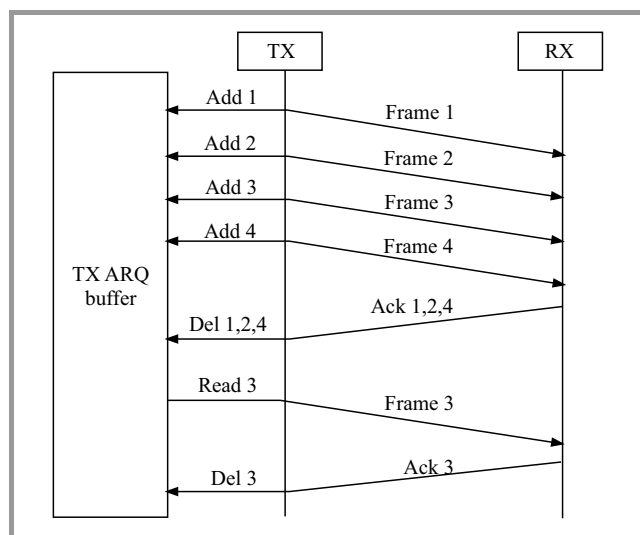 TX
RX
Add 1
Frame 1
Add 2
Frame 2
Add 3
Frame 3
Add 4
Frame 4
TX ARQ
buffer
Ack 1,2,4
Del 1,2,4
Read 3
Frame 3
Ack 3
Del 3